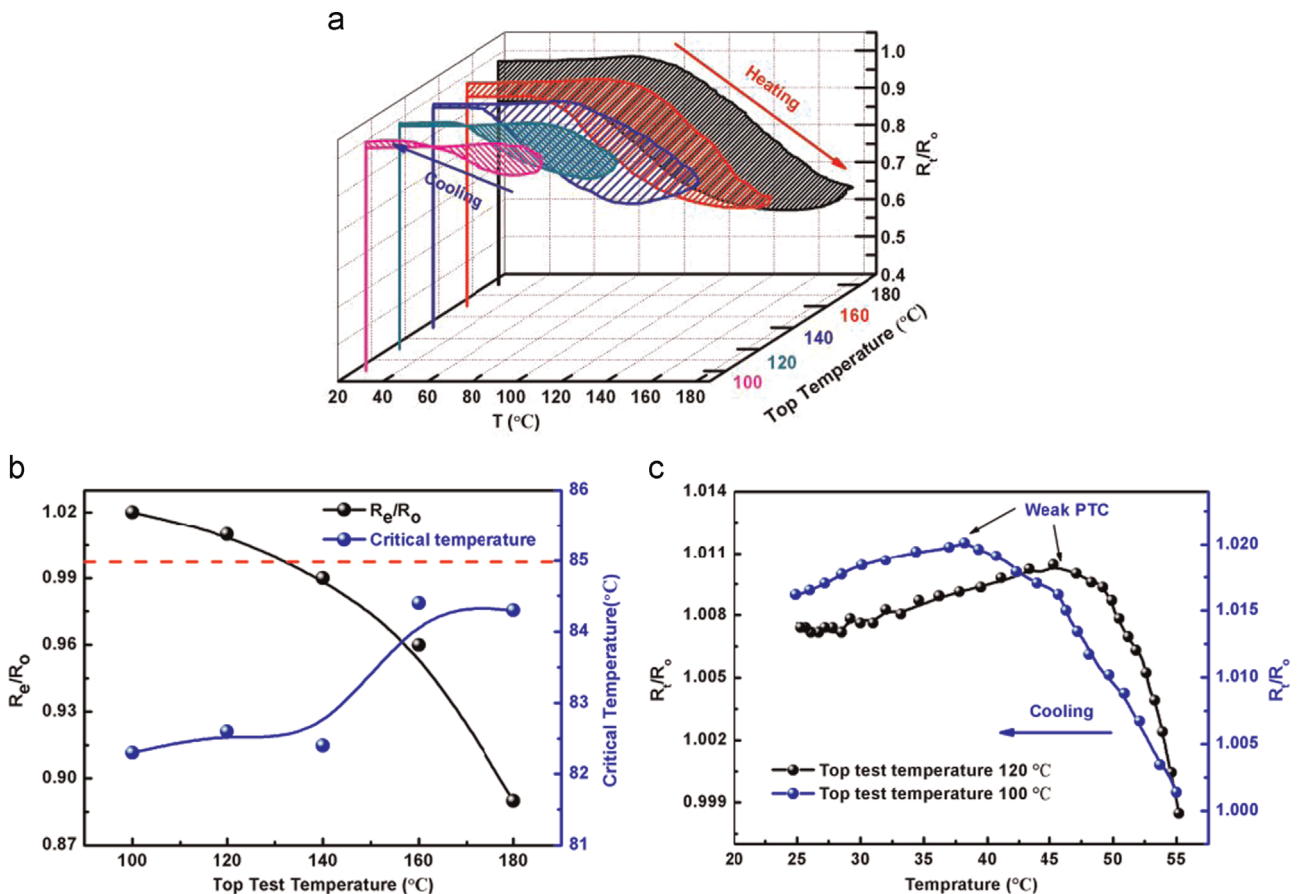 a
1.0
0.9
0.8
0.7
0.6
0.5
0.4
Rt/Ro
Heating
Cooling
180
160
140
120
100
Top Temperature (°C)
20 40 60 80 100 120 140 160 180
T (°C)
b
1.02
0.99
0.96
0.93
0.90
0.87
Re/Ro
Re/Ro
Critical temperature
86
85
84
83
82
81
Critical Temperature(°C)
100 120 140 160 180
Top Test Temperature (°C)
c
1.014
1.011
1.008
1.005
1.002
0.999
Rt/Ro
Weak PTC
Cooling
Top test temperature 120 °C
Top test temperature 100 °C
1.020
1.015
1.010
1.005
1.000
Rt/Ro
20 25 30 35 40 45 50 55
Temprature (°C)